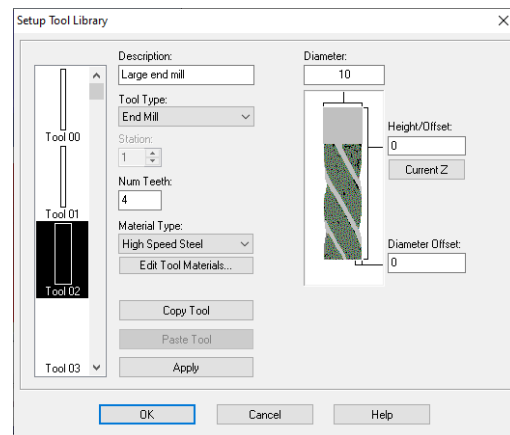 Setup Tool Library
Description:
Large end mill
Tool Type:
End Mill
Station:
1
Num Teeth:
4
Material Type:
High Speed Steel
Edit Tool Materials...
Copy Tool
Paste Tool
Apply
Tool 00
Tool 01
Tool 02
Tool 03
Diameter:
10
Height/Offset:
0
Current Z
Diameter Offset:
0
OK
Cancel
Help